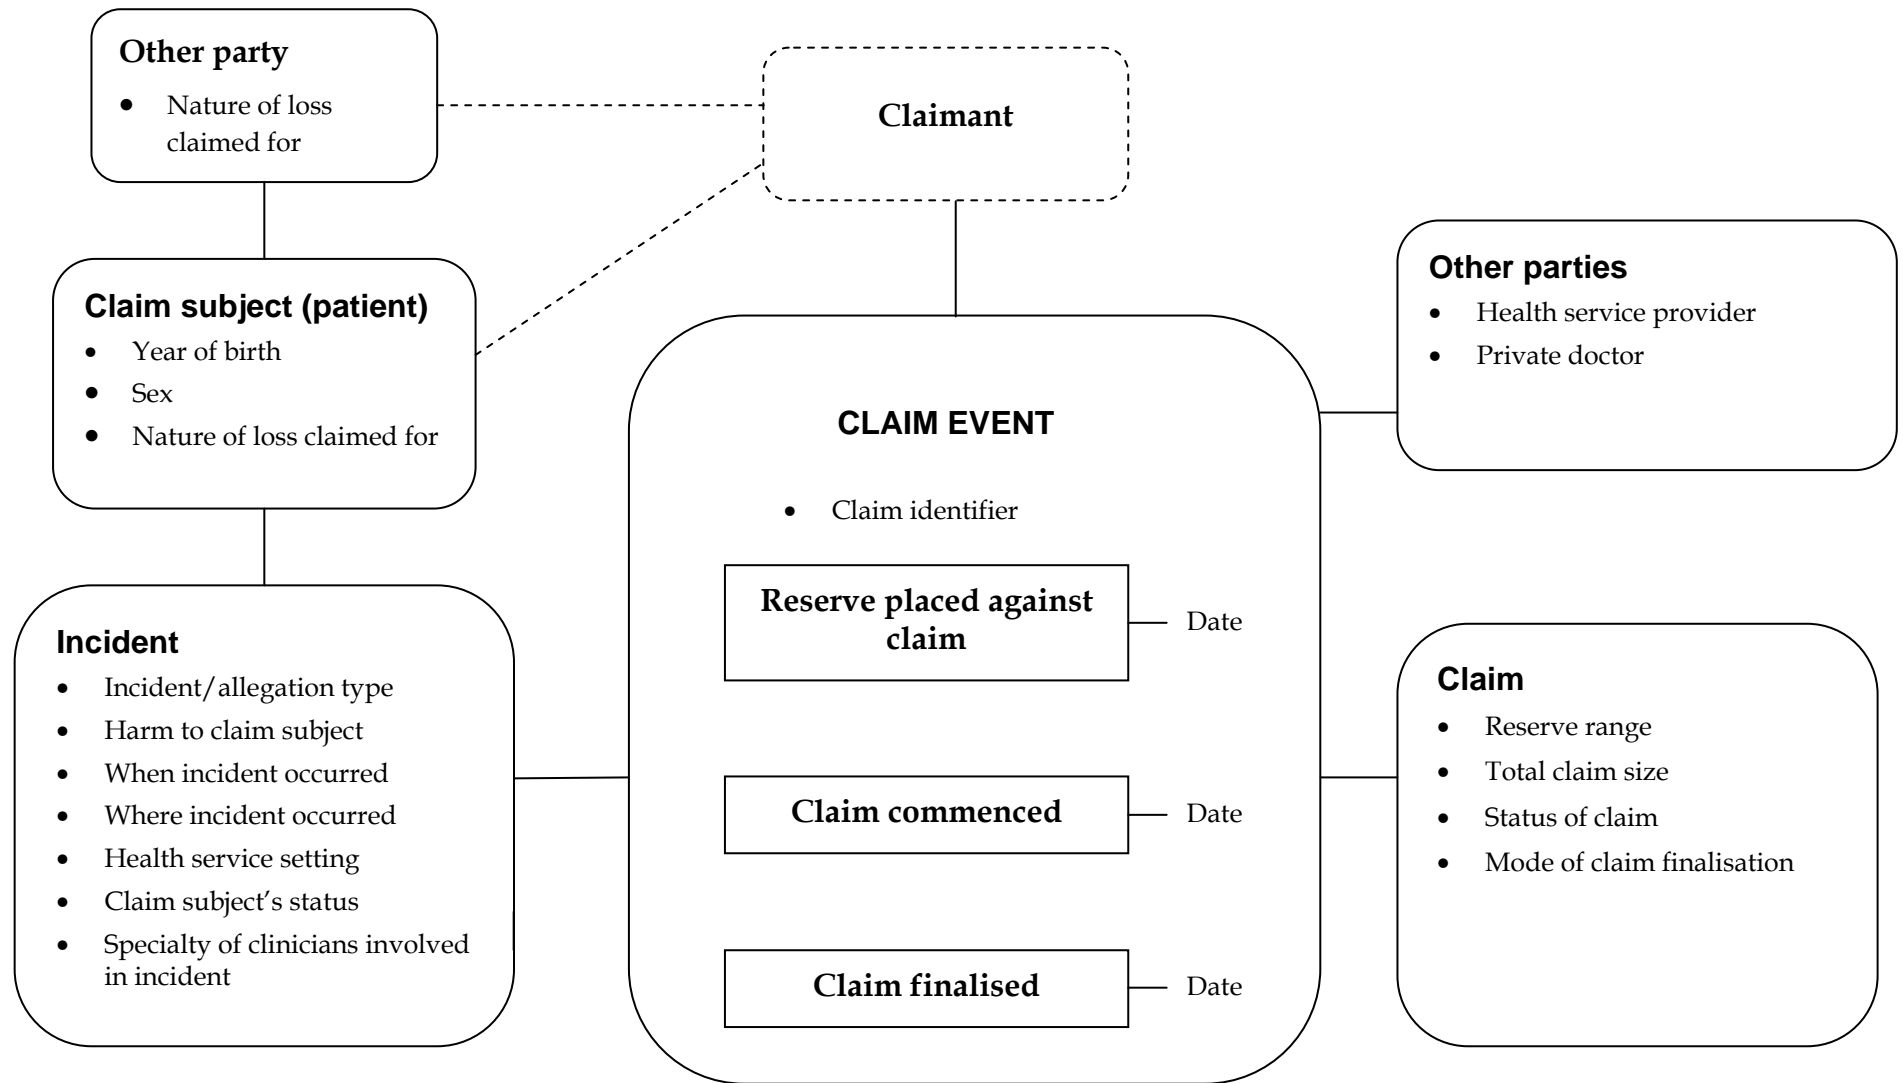 Other party
• Nature of loss
claimed for
Claimant
Claim subject (patient)
• Year of birth
• Sex
• Nature of loss claimed for
Other parties
• Health service provider
• Private doctor
CLAIM EVENT
• Claim identifier
Reserve placed against
claim
Date
Claim commenced
Date
Claim finalised
Date
Incident
• Incident/allegation type
• Harm to claim subject
• When incident occurred
• Where incident occurred
• Health service setting
• Claim subject’s status
• Specialty of clinicians involved
in incident
Claim
• Reserve range
• Total claim size
• Status of claim
• Mode of claim finalisation